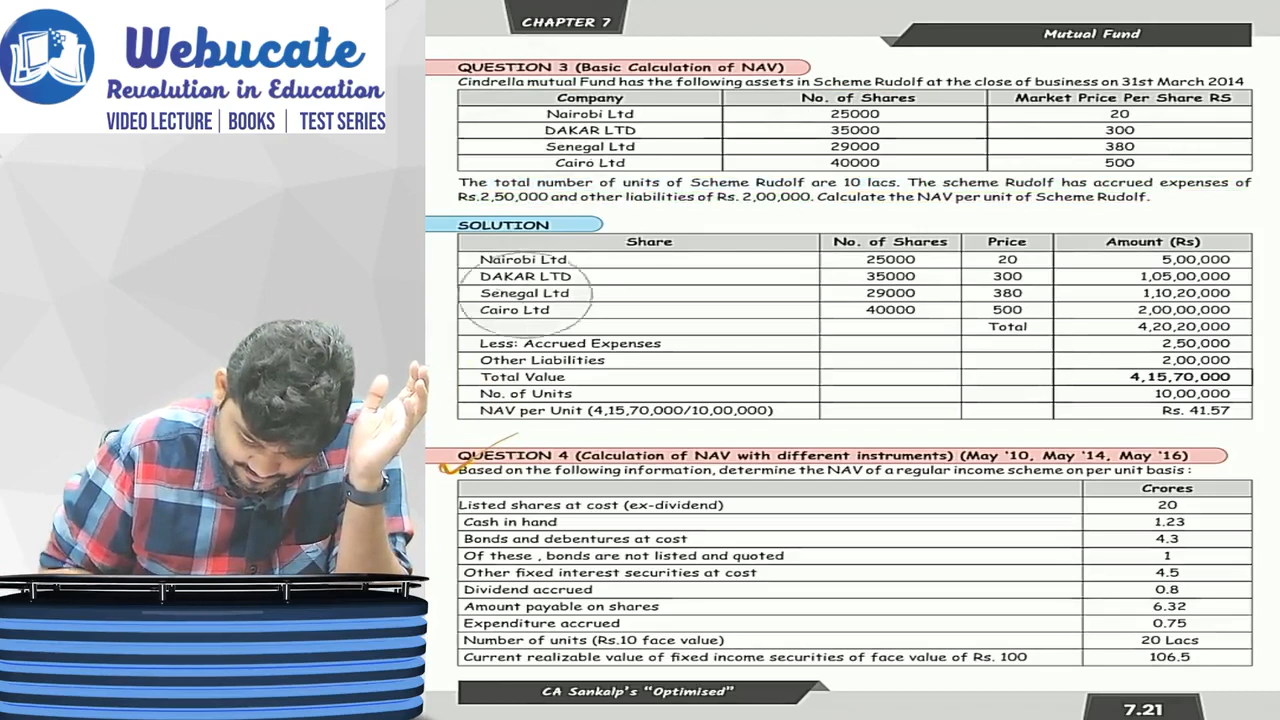 Webucate
Revolution in Education
VIDEO LECTURE | BOOKS | TEST SERIES
CHAPTER 7
Mutual Fund
QUESTION 3 (Basic Calculation of NAV)
Cindrella mutual Fund has the following assets in Scheme Rudolf at the close of business on 31st March 2014
Company No. of Shares Market Price Per Share RS
Nairobi Ltd 25000 20
DAKAR LTD 35000 300
Senegal Ltd 29000 380
Cairo Ltd 40000 500
The total number of units of Scheme Rudolf are 10 lacs. The scheme Rudolf has accrued expenses of
Rs.2,50,000 and other liabilities of Rs. 2,00,000. Calculate the NAV per unit of Scheme Rudolf.
SOLUTION
Share No. of Shares Price Amount (Rs)
Nairobi Ltd 25000 20 5,00,000
DAKAR LTD 35000 300 1,05,00,000
Senegal Ltd 29000 380 1,10,20,000
Cairo Ltd 40000 500 2,00,00,000
Total 4,20,20,000
Less: Accrued Expenses 2,50,000
Other Liabilities 2,00,000
Total Value 4,15,70,000
No. of Units 10,00,000
NAV per Unit (4,15,70,000/10,00,000) Rs. 41.57
QUESTION 4 (Calculation of NAV with different instruments) (May '10, May '14, May '16)
Based on the following information, determine the NAV of a regular income scheme on per unit basis :
Crores
Listed shares at cost (ex-dividend) 20
Cash in hand 1.23
Bonds and debentures at cost 4.3
Of these , bonds are not listed and quoted 1
Other fixed interest securities at cost 4.5
Dividend accrued 0.8
Amount payable on shares 6.32
Expenditure accrued 0.75
Number of units (Rs.10 face value) 20 Lacs
Current realizable value of fixed income securities of face value of Rs. 100 106.5
CA Sankalp's "Optimised"
7.21